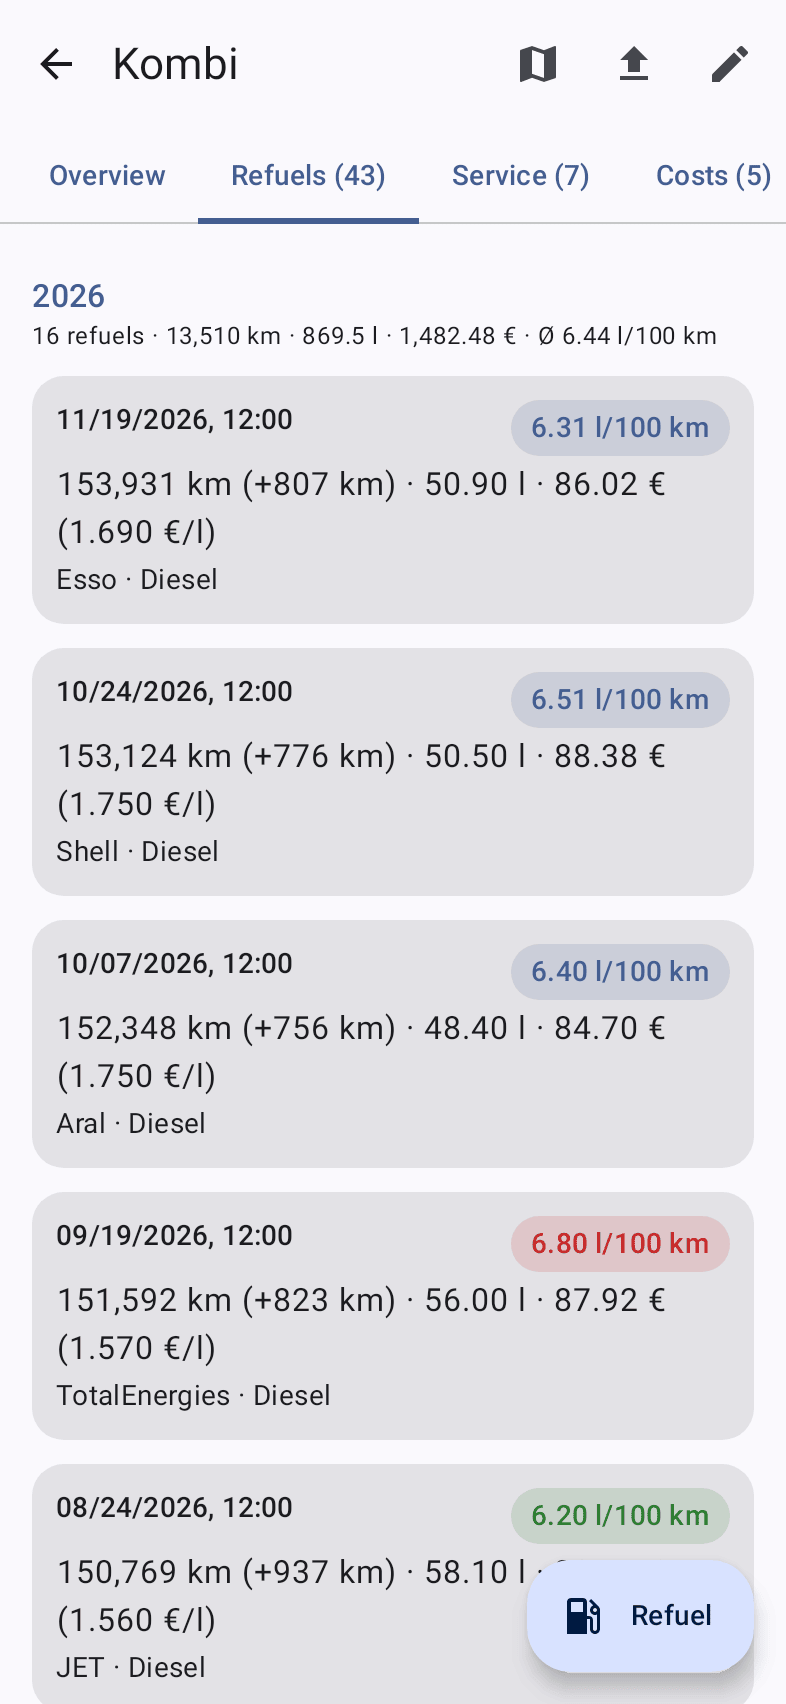 Kombi
Overview
Refuels (43)
Service (7)
Costs (5)
2026
16 refuels · 13,510 km · 869.5 l · 1,482.48 € · Ø 6.44 l/100 km
11/19/2026, 12:00
6.31 l/100 km
153,931 km (+807 km) · 50.90 l · 86.02 €
(1.690 €/l)
Esso · Diesel
10/24/2026, 12:00
6.51 l/100 km
153,124 km (+776 km) · 50.50 l · 88.38 €
(1.750 €/l)
Shell · Diesel
10/07/2026, 12:00
6.40 l/100 km
152,348 km (+756 km) · 48.40 l · 84.70 €
(1.750 €/l)
Aral · Diesel
09/19/2026, 12:00
6.80 l/100 km
151,592 km (+823 km) · 56.00 l · 87.92 €
(1.570 €/l)
TotalEnergies · Diesel
08/24/2026, 12:00
6.20 l/100 km
150,769 km (+937 km) · 58.10 l ·
(1.560 €/l)
JET · Diesel
Refuel